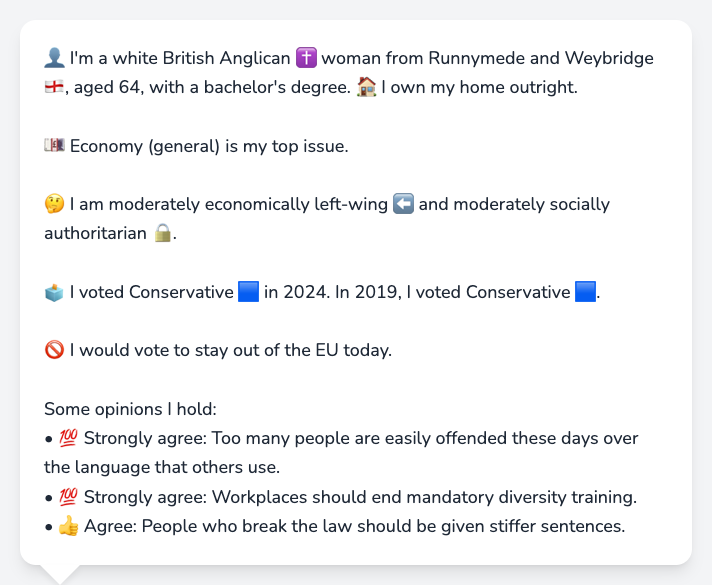 👤 I'm a white British Anglican ✝️ woman from Runnymede and Weybridge
🏴󠁧󠁢󠁥󠁮󠁧󠁿, aged 64, with a bachelor's degree. 🏠 I own my home outright.
💷 Economy (general) is my top issue.
🤔 I am moderately economically left-wing ⬅️ and moderately socially
authoritarian 🔒.
🗳️ I voted Conservative 🟦 in 2024. In 2019, I voted Conservative 🟦.
🚫 I would vote to stay out of the EU today.
Some opinions I hold:
• 💯 Strongly agree: Too many people are easily offended these days over
the language that others use.
• 💯 Strongly agree: Workplaces should end mandatory diversity training.
• 👍 Agree: People who break the law should be given stiffer sentences.